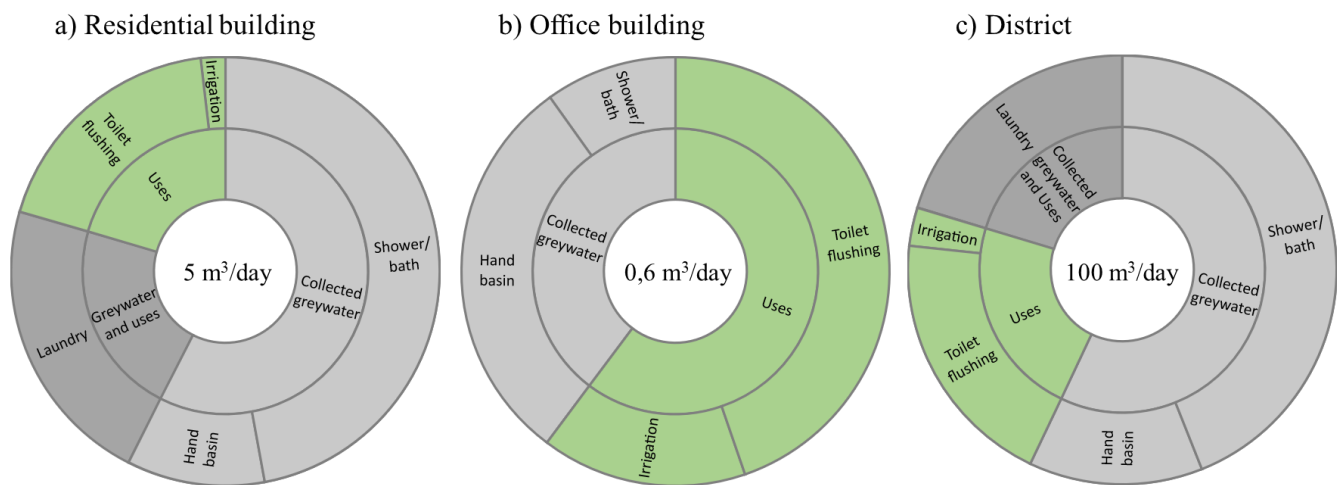 a) Residential building
Irrigation
Toilet
flushing
Uses
Shower/
bath
5 m³/day
Collected
greywater
Greywater
and uses
Laundry
Hand
basin
b) Office building
Shower/
bath
Collected
greywater
Hand
basin
0,6 m³/day
Toilet
flushing
Uses
Irrigation
c) District
Laundry
Collected
greywater
and Uses
Irrigation
Shower/
bath
100 m³/day
Collected
greywater
Uses
Toilet
flushing
Hand
basin